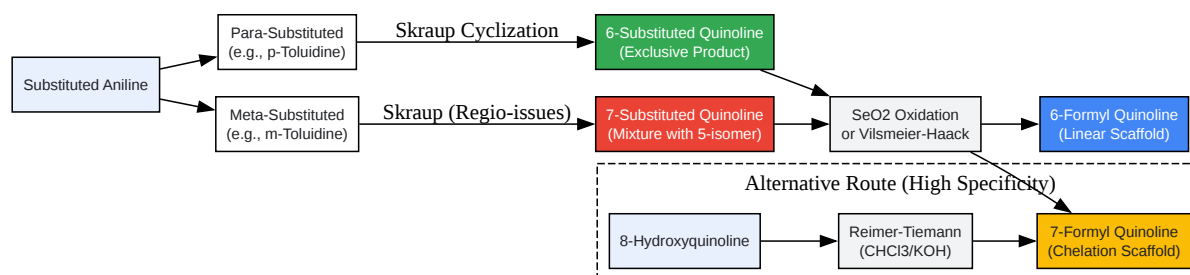 Substituted Aniline
Para-Substituted
(e.g., p-Toluidine)
Skraup Cyclization
6-Substituted Quinoline
(Exclusive Product)
Meta-Substituted
(e.g., m-Toluidine)
Skraup (Regio-issues)
7-Substituted Quinoline
(Mixture with 5-isomer)
SeO2 Oxidation
or Vilsmeier-Haack
6-Formyl Quinoline
(Linear Scaffold)
Alternative Route (High Specificity)
8-Hydroxyquinoline
Reimer-Tiemann
(CHCl3/KOH)
7-Formyl Quinoline
(Chelation Scaffold)